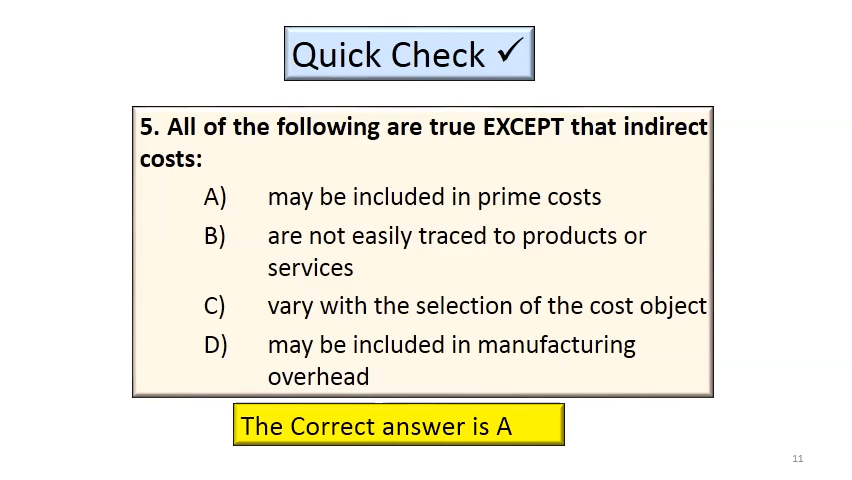 Quick Check ✓
5. All of the following are true EXCEPT that indirect
costs:
A) may be included in prime costs
B) are not easily traced to products or
services
C) vary with the selection of the cost object
D) may be included in manufacturing
overhead
The Correct answer is A
11